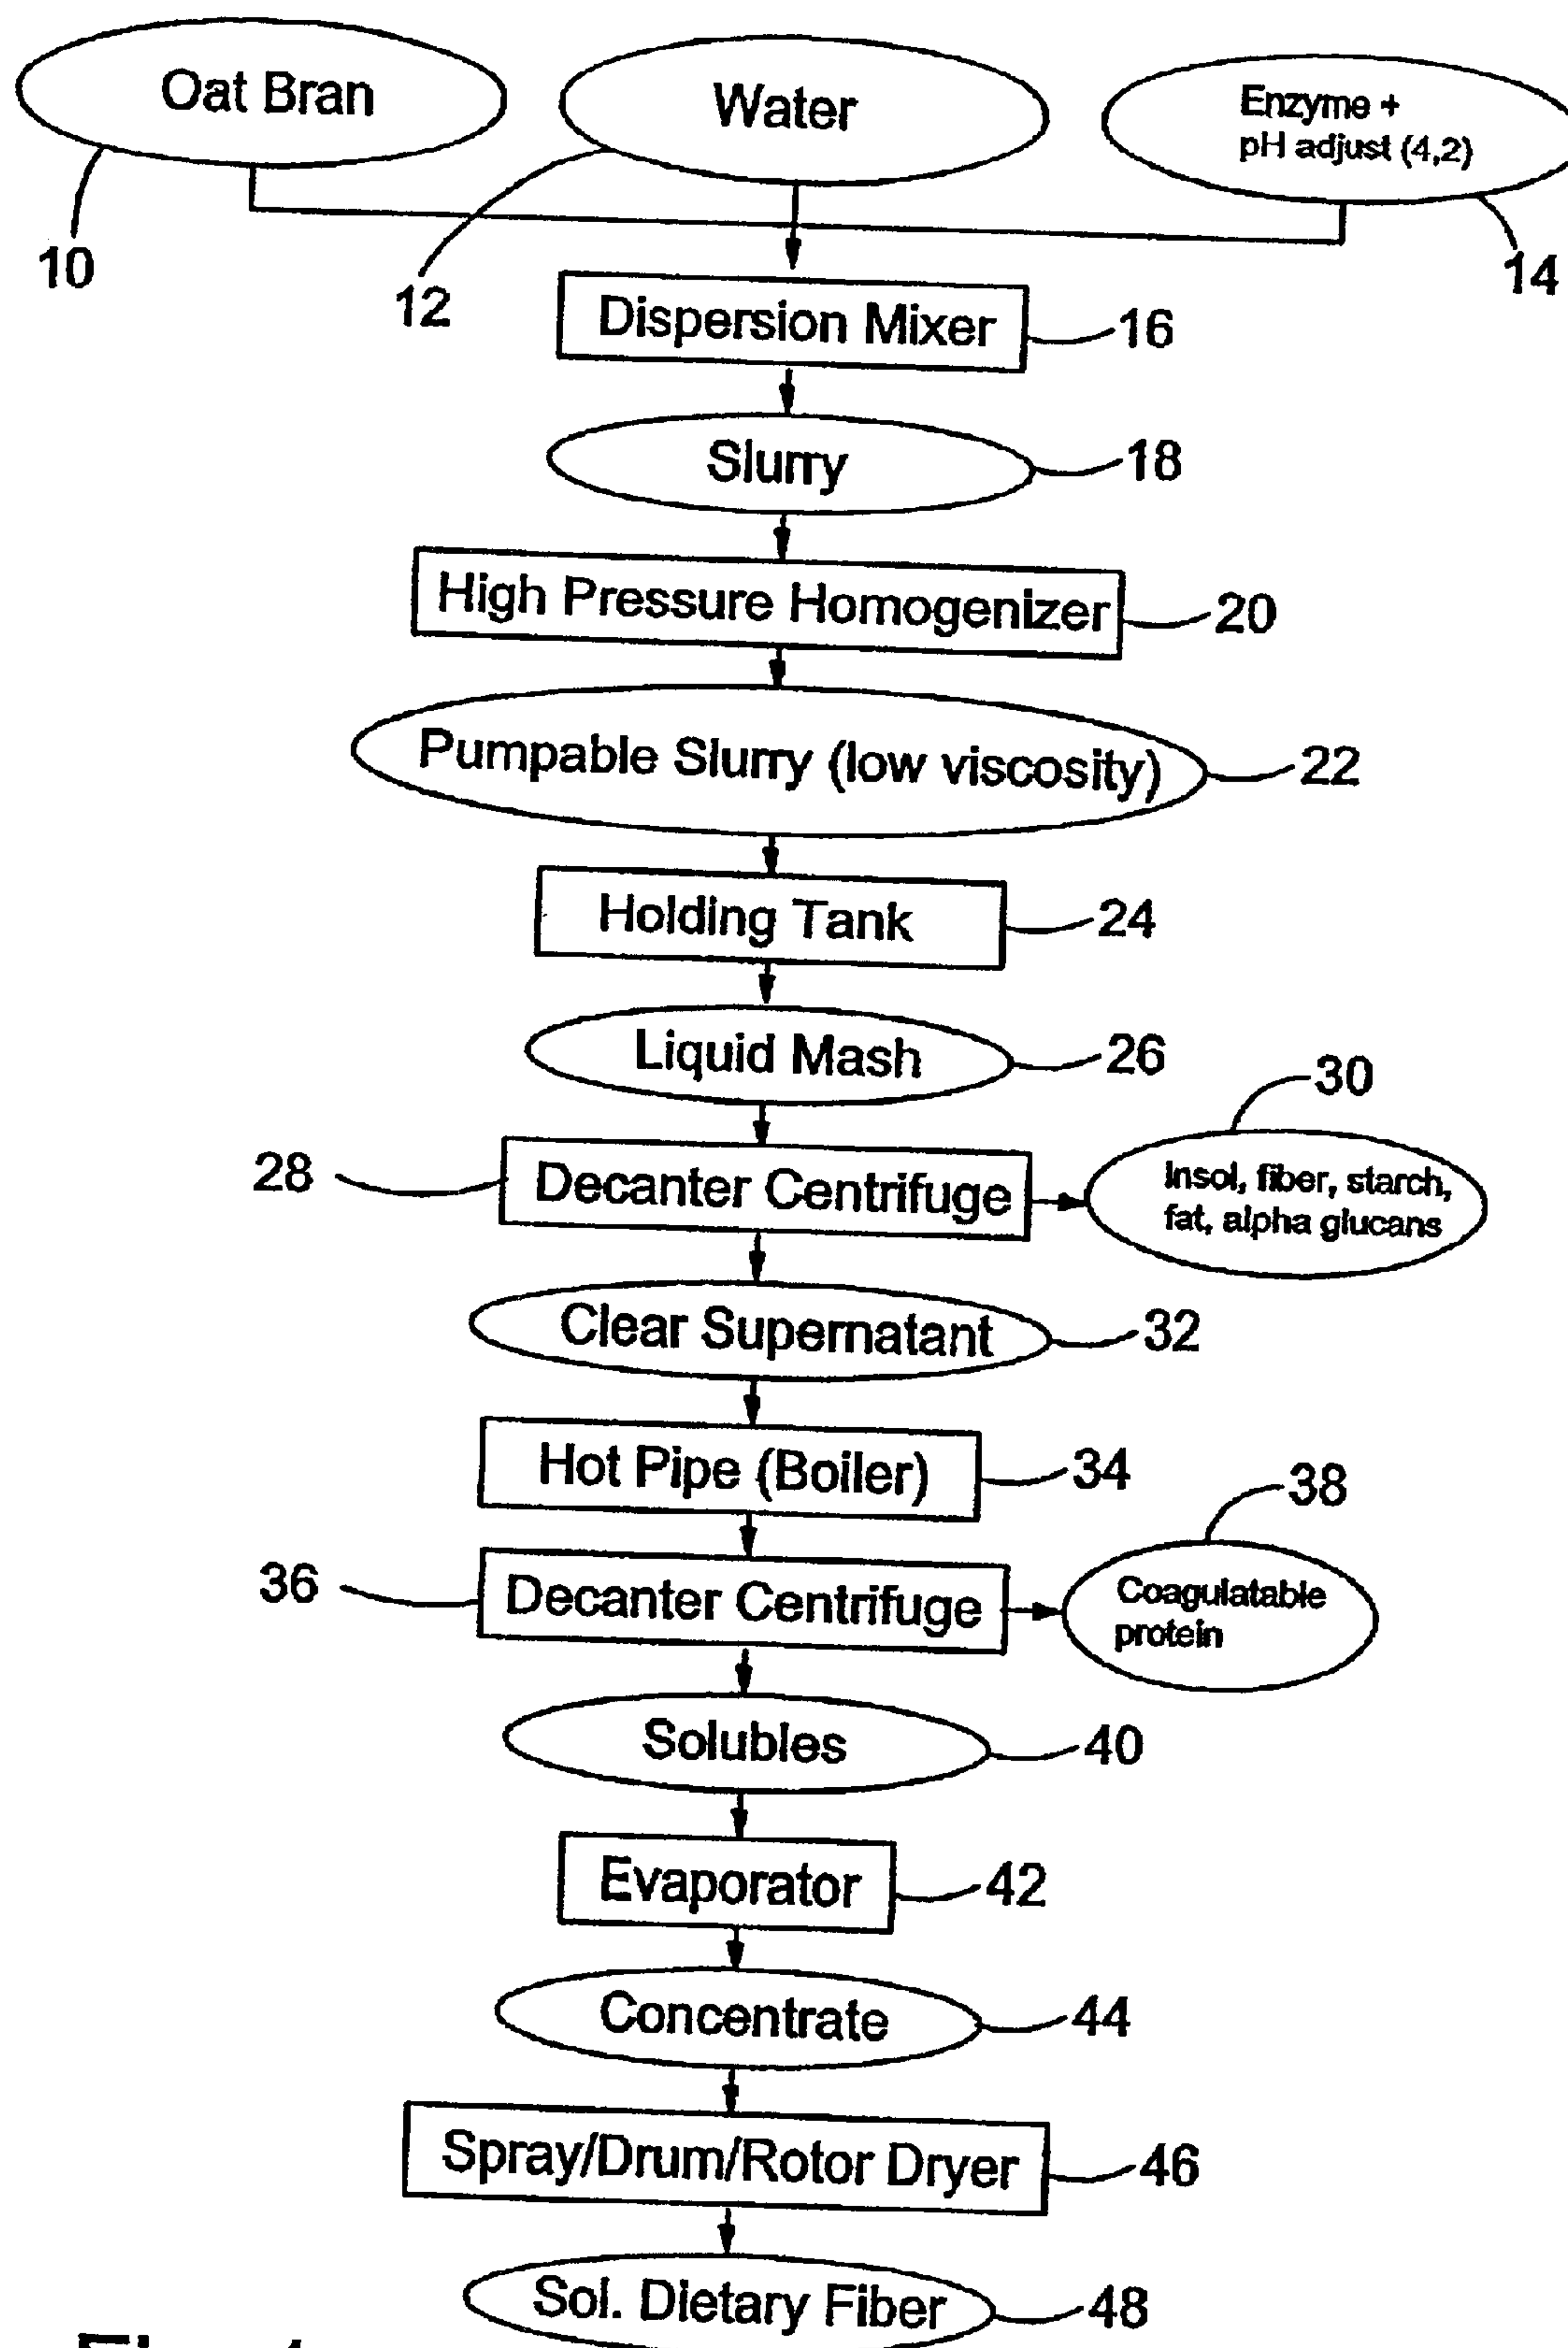 Oat Bran
Water
Enzyme +
pH adjust (4,2)
10
12
14
Dispersion Mixer
16
Slurry
18
High Pressure Homogenizer
20
Pumpable Slurry (low viscosity)
22
Holding Tank
24
Liquid Mash
26
30
28
Decanter Centrifuge
Insol, fiber, starch,
fat, alpha glucans
Clear Supernatant
32
Hot Pipe (Boiler)
34
38
36
Decanter Centrifuge
Coagulatable
protein
Solubles
40
Evaporator
42
Concentrate
44
Spray/Drum/Rotor Dryer
46
Sol. Dietary Fiber
48